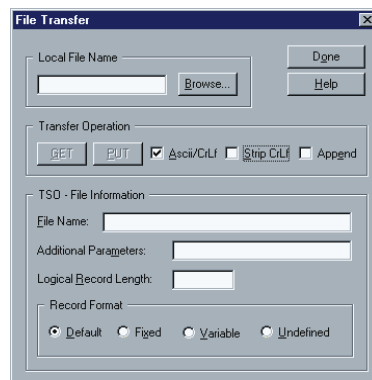 File Transfer
Local File Name
Done
Browse...
Help
Transfer Operation
GET PUT Ascii/CrLf Strip CrLf Append
TSO - File Information
File Name:
Additional Parameters:
Logical Record Length:
Record Format
Default Fixed Variable Undefined